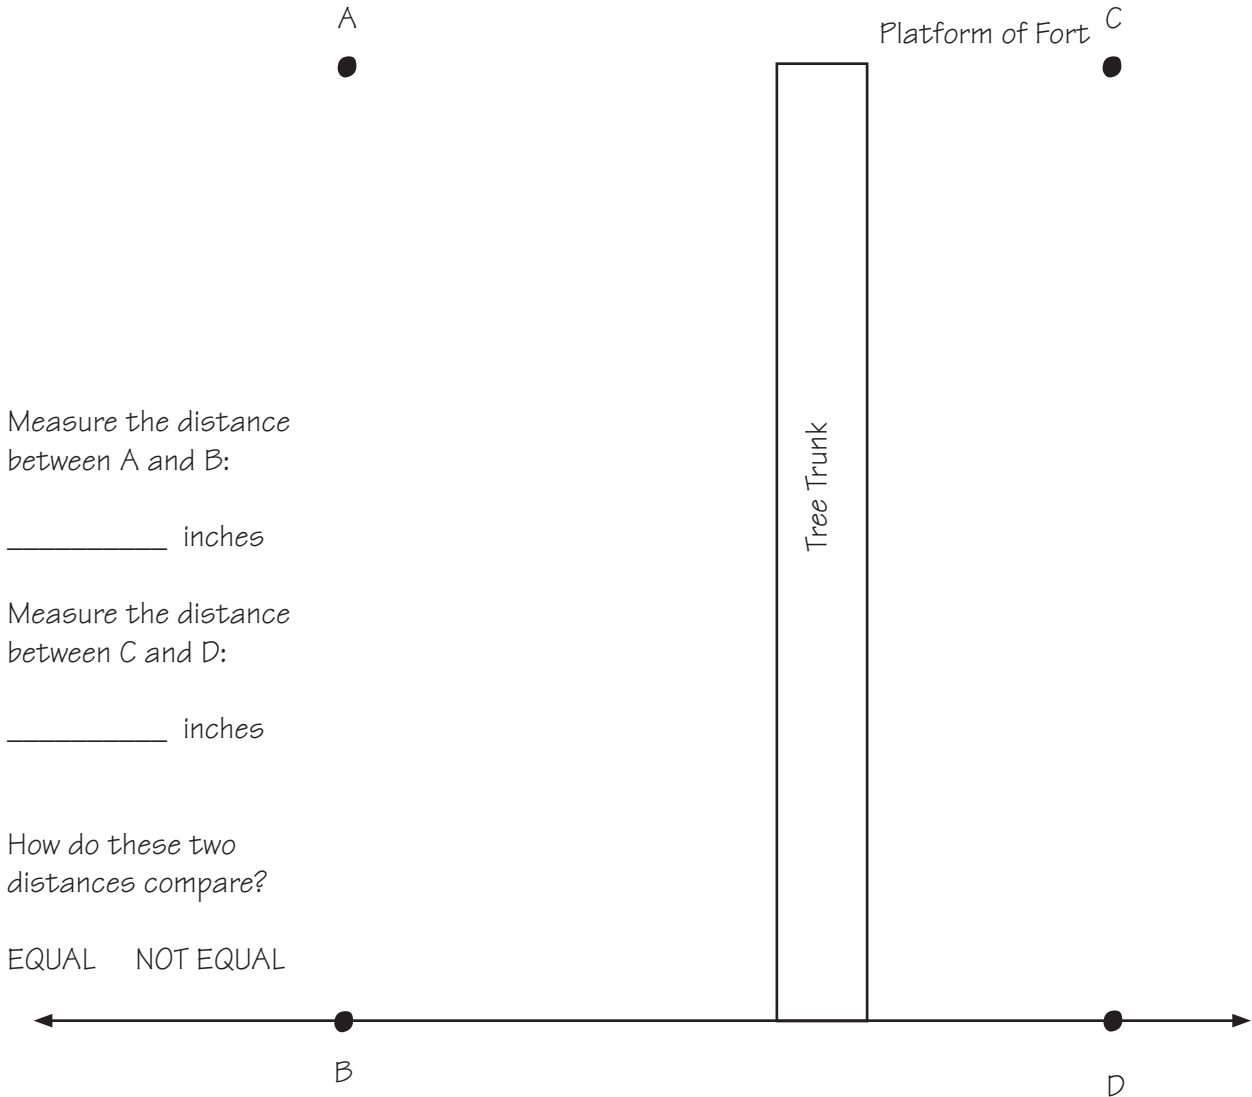 A
Platform of Fort
C
Measure the distance
between A and B:
__________ inches
Tree Trunk
Measure the distance
between C and D:
__________ inches
How do these two
distances compare?
EQUAL NOT EQUAL
B
D